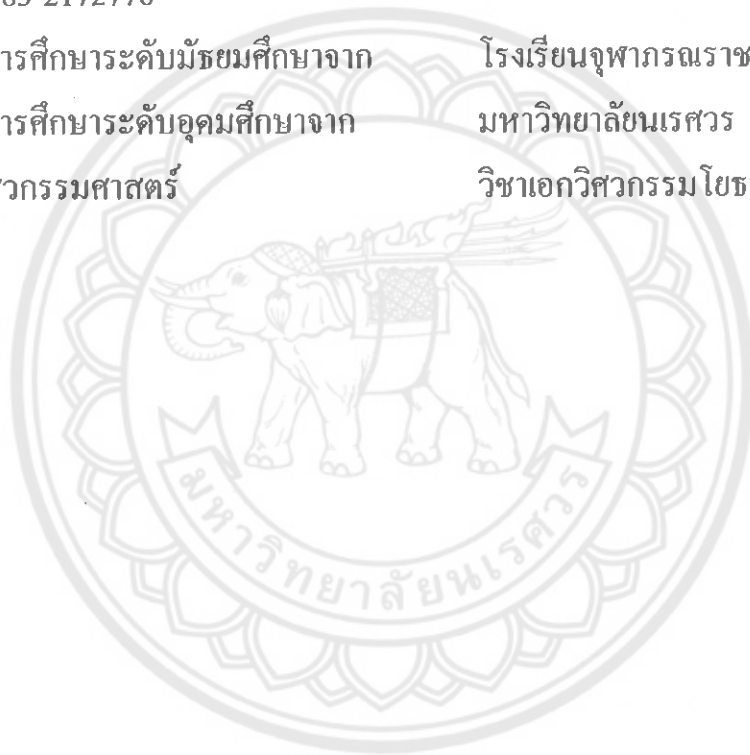 การศึกษาระดับมัธยมศึกษาจาก โรงเรียนจุฬาภรณราช
การศึกษาระดับอุดมศึกษาจาก มหาวิทยาลัยนเรศวร
ศวกรรมศาสตร์ วิชาเอกวิศวกรรมโยธ
มหาวิทยาลัยนเรศวร